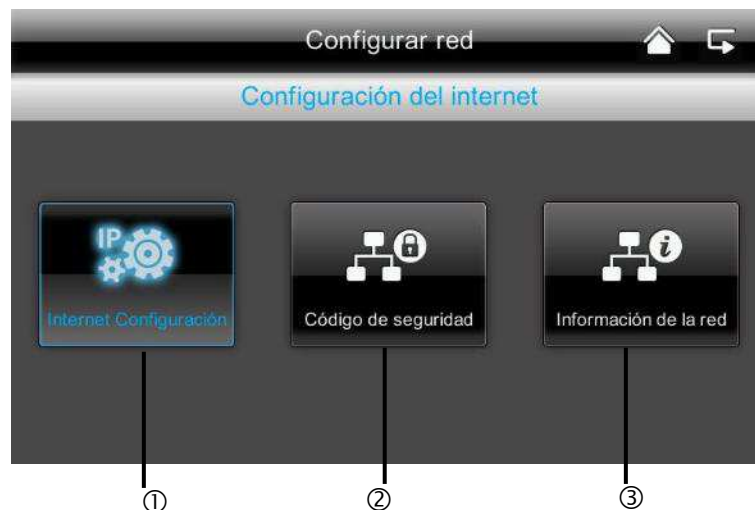 Configurar red
Configuración del internet
IP
Internet Configuración
Código de seguridad
i
Información de la red
① ② ③